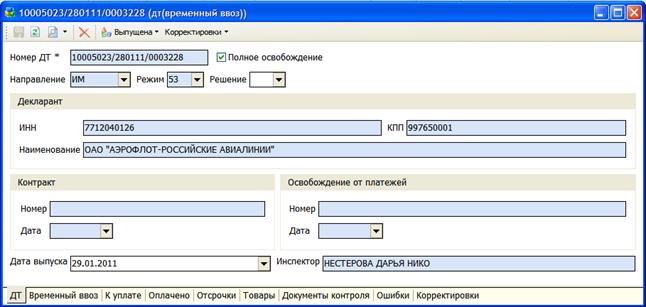 10005023/280111/0003228 (дт(временный ввоз))
Выпущена Корректировки
Номер ДТ * 10005023/280111/0003228 Полное освобождение
Направление ИМ Режим 53 Решение
Декларант
ИНН 7712040126 КПП 997650001
Наименование ОАО "АЭРОФЛОТ-РОССИЙСКИЕ АВИАЛИНИИ"
Контракт Освобождение от платежей
Номер Номер
Дата Дата
Дата выпуска 29.01.2011 Инспектор НЕСТЕРОВА ДАРЬЯ НИКО
ДТ Временный ввоз К уплате Оплачено Отсрочки Товары Документы контроля Ошибки Корректировки